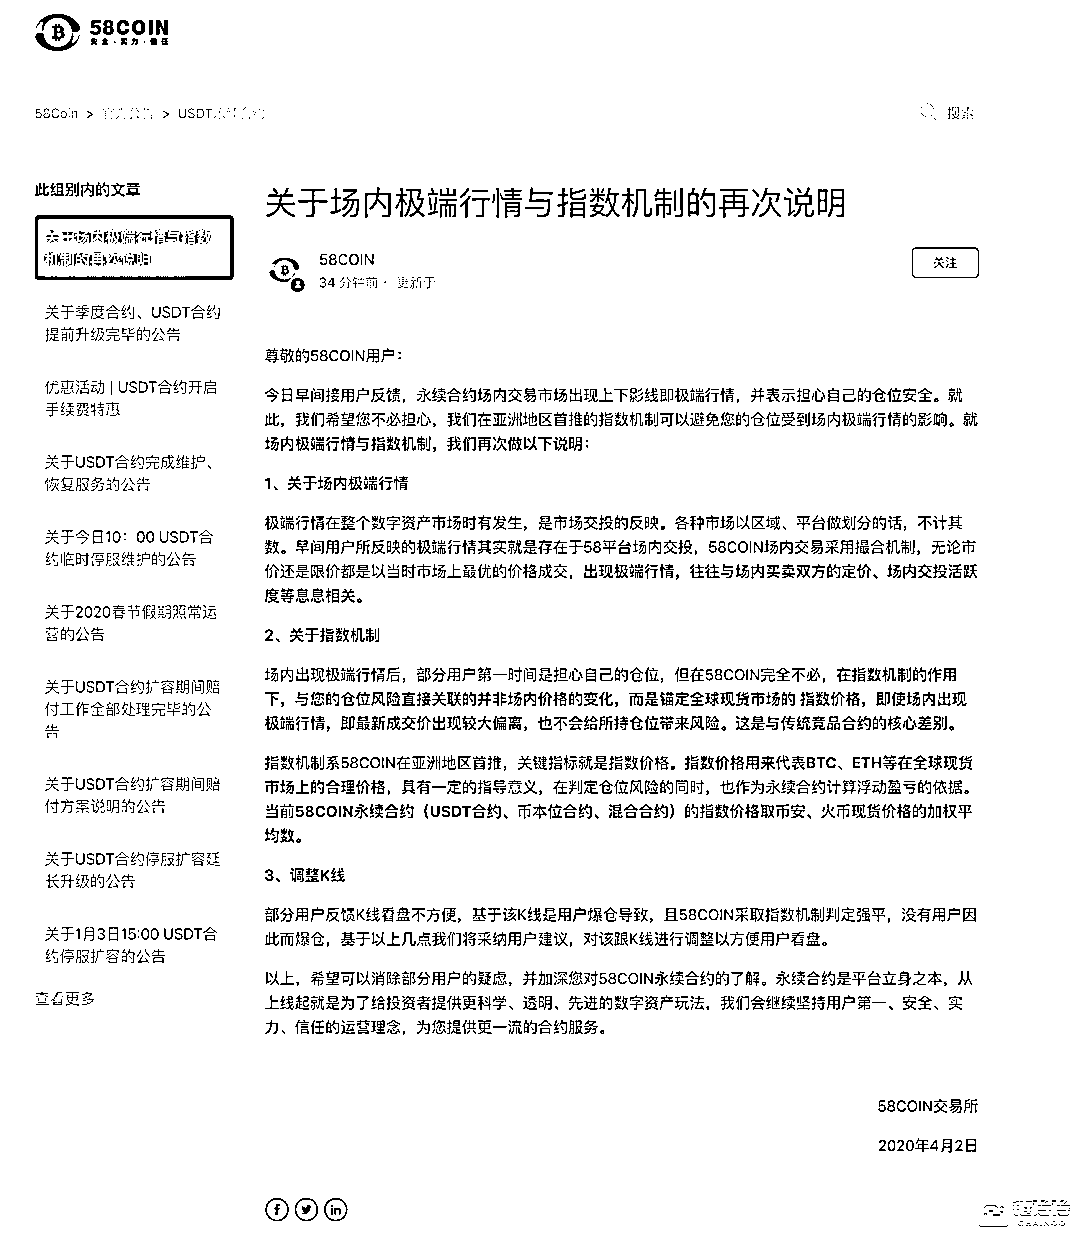 58COIN
安全·实力·信任
58Coin > 官方公告 > USDT
搜索
此组别内的文章
关于场内极端行情与指数
机制的再次说明
关于季度合约、USDT合约
提前升级完毕的公告
优惠活动 | USDT合约开启
手续费特惠
关于USDT合约完成维护、
恢复服务的公告
关于今日10：00 USDT合
约临时停服维护的公告
关于2020春节假期照常运
营的公告
关于USDT合约扩容期间赔
付工作全部处理完毕的公
告
关于USDT合约扩容期间赔
付方案说明的公告
关于USDT合约停服扩容延
长升级的公告
关于1月3日15:00 USDT合
约停服扩容的公告
查看更多
关于场内极端行情与指数机制的再次说明
58COIN
34 分钟前 · 更新于
关注
尊敬的58COIN用户：
今日早间接用户反馈，永续合约场内交易市场出现上下影线即极端行情，并表示担心自己的仓位安全。就
此，我们希望您不必担心，我们在亚洲地区首推的指数机制可以避免您的仓位受到场内极端行情的影响。就
场内极端行情与指数机制，我们再次做以下说明：
1、关于场内极端行情
极端行情在整个数字资产市场时有发生，是市场交投的反映。各种市场以区域、平台做划分的话，不计其
数。早间用户所反映的极端行情其实就是存在于58平台场内交投，58COIN场内交易采用撮合机制，无论市
价还是限价都是以当时市场上最优的价格成交，出现极端行情，往往与场内买卖双方的定价、场内交投活跃
度等息息相关。
2、关于指数机制
场内出现极端行情后，部分用户第一时间是担心自己的仓位，但在58COIN完全不必，在指数机制的作用
下，与您的仓位风险直接关联的并非场内价格的变化，而是锚定全球现货市场的 指数价格，即使场内出现
极端行情，即最新成交价出现较大偏离，也不会给所持仓位带来风险。这是与传统竞品合约的核心差别。
指数机制系58COIN在亚洲地区首推，关键指标就是指数价格。指数价格用来代表BTC、ETH等在全球现货
市场上的合理价格，具有一定的指导意义，在判定仓位风险的同时，也作为永续合约计算浮动盈亏的依据。
当前58COIN永续合约（USDT合约、币本位合约、混合合约）的指数价格取币安、火币现货价格的加权平
均数。
3、调整K线
部分用户反馈K线看盘不方便，基于该K线是用户爆仓导致，且58COIN采取指数机制判定强平，没有用户因
此而爆仓，基于以上几点我们将采纳用户建议，对该跟K线进行调整以方便用户看盘。
以上，希望可以消除部分用户的疑虑，并加深您对58COIN永续合约的了解。永续合约是平台立身之本，从
上线起就是为了给投资者提供更科学、透明、先进的数字资产玩法，我们会继续坚持用户第一、安全、实
力、信任的运营理念，为您提供更一流的合约服务。
58COIN交易所
2020年4月2日